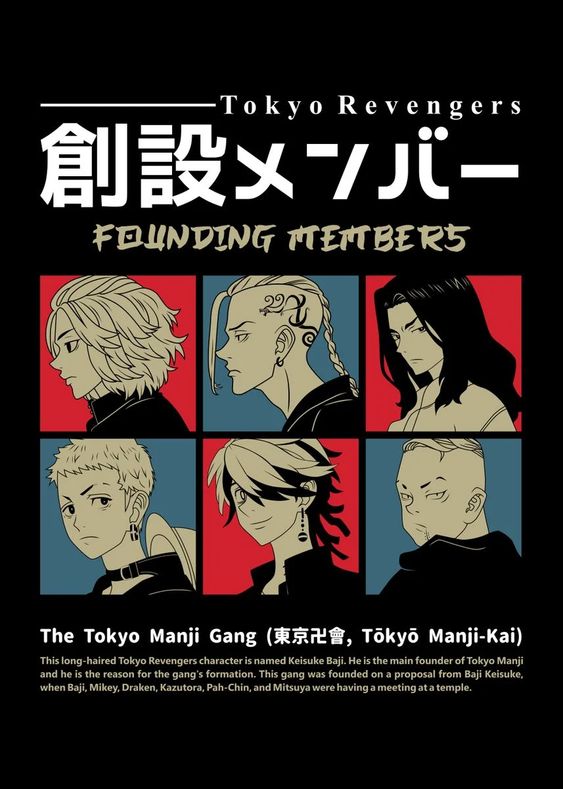 Tokyo Revengers
創設メンバー
FOUNDING MEMBERS
The Tokyo Manji Gang (東京卍會, Tōkyō Manji-Kai)
This long-haired Tokyo Revengers character is named Keisuke Baji. He is the main founder of Tokyo Manji
and he is the reason for the gang's formation. This gang was founded on a proposal from Baji Keisuke,
when Baji, Mikey, Draken, Kazutora, Pah-Chin, and Mitsuya were having a meeting at a temple.